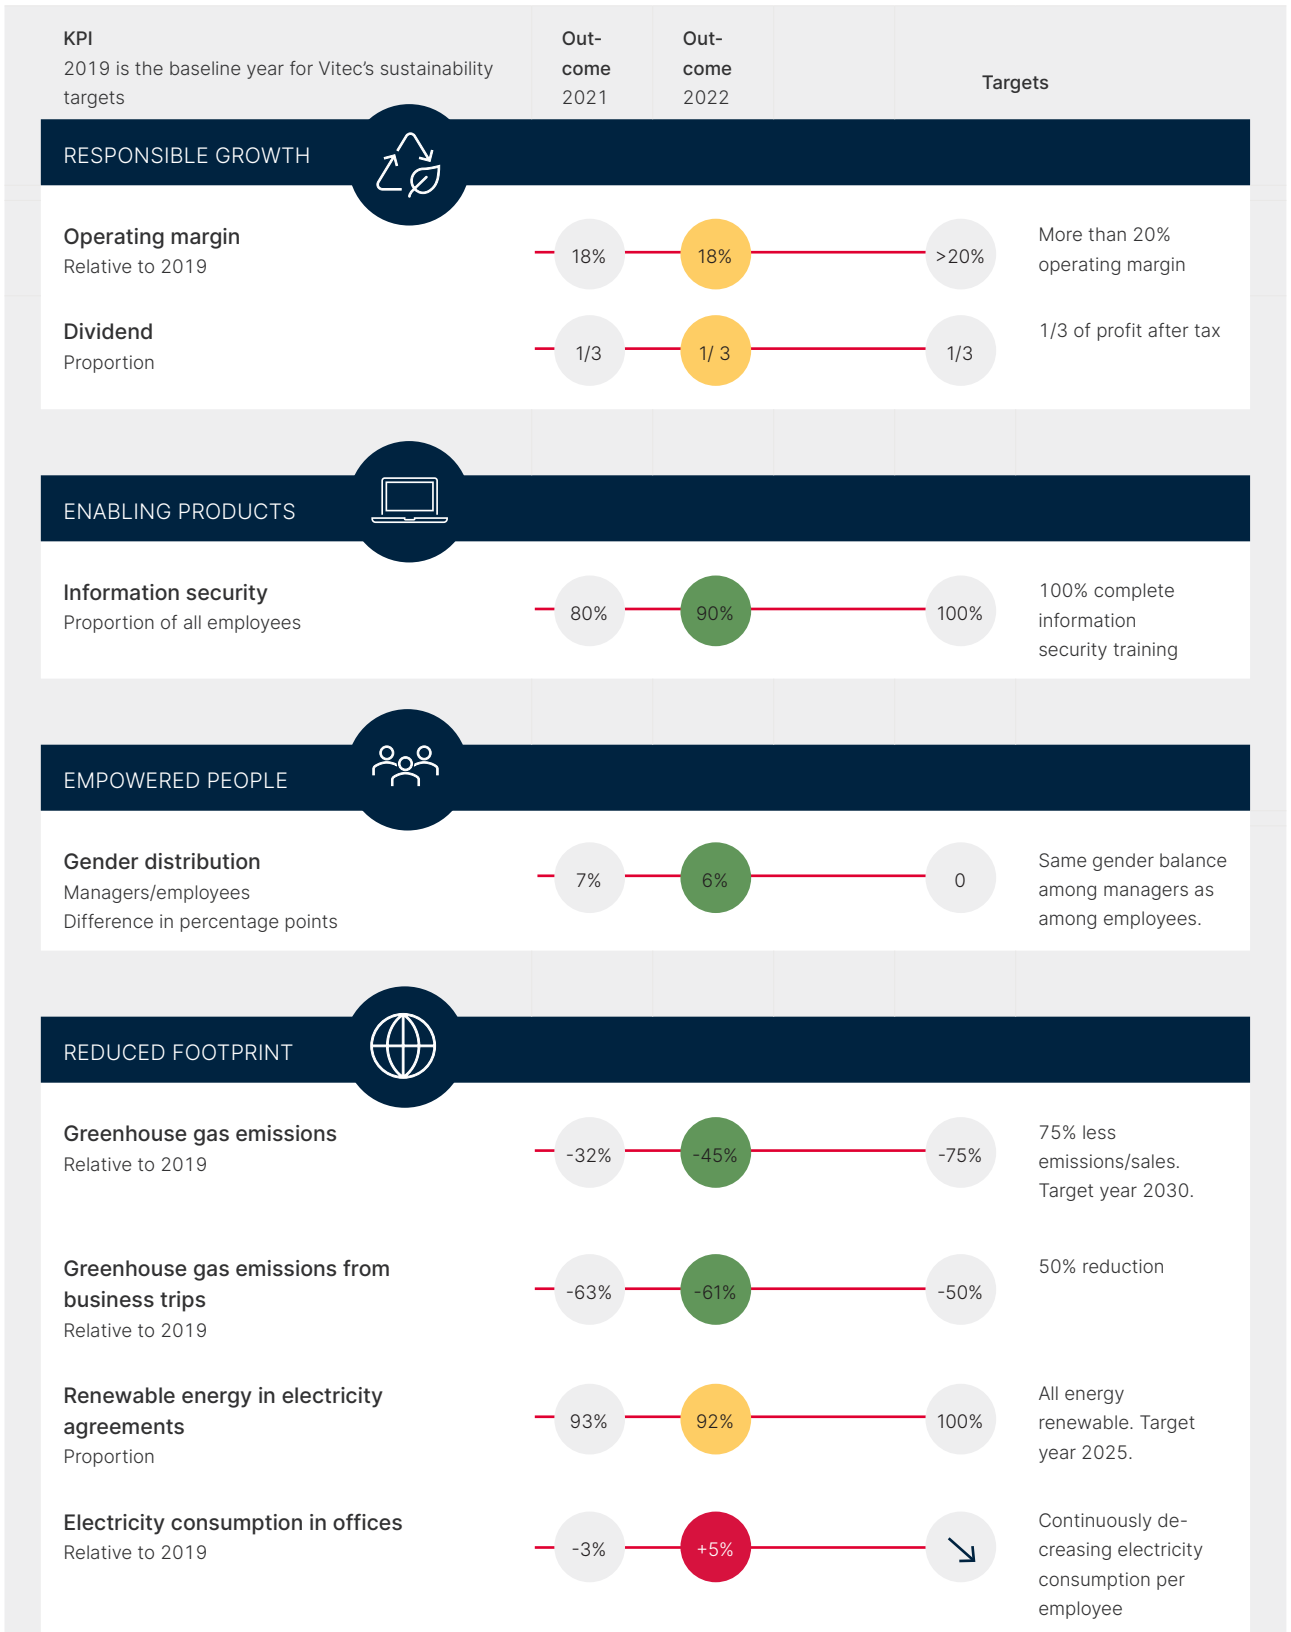 KPI
2019 is the baseline year for Vitec's sustainability
targets
Out-
come
2021
Out-
come
2022
Targets
RESPONSIBLE GROWTH
Operating margin
Relative to 2019
18%
18%
>20%
More than 20%
operating margin
Dividend
Proportion
1/3
1/ 3
1/3
1/3 of profit after tax
ENABLING PRODUCTS
Information security
Proportion of all employees
80%
90%
100%
100% complete
information
security training
EMPOWERED PEOPLE
Gender distribution
Managers/employees
Difference in percentage points
7%
6%
0
Same gender balance
among managers as
among employees.
REDUCED FOOTPRINT
Greenhouse gas emissions
Relative to 2019
-32%
-45%
-75%
75% less
emissions/sales.
Target year 2030.
Greenhouse gas emissions from
business trips
Relative to 2019
-63%
-61%
-50%
50% reduction
Renewable energy in electricity
agreements
Proportion
93%
92%
100%
All energy
renewable. Target
year 2025.
Electricity consumption in offices
Relative to 2019
-3%
+5%
Continuously de-
creasing electricity
consumption per
employee